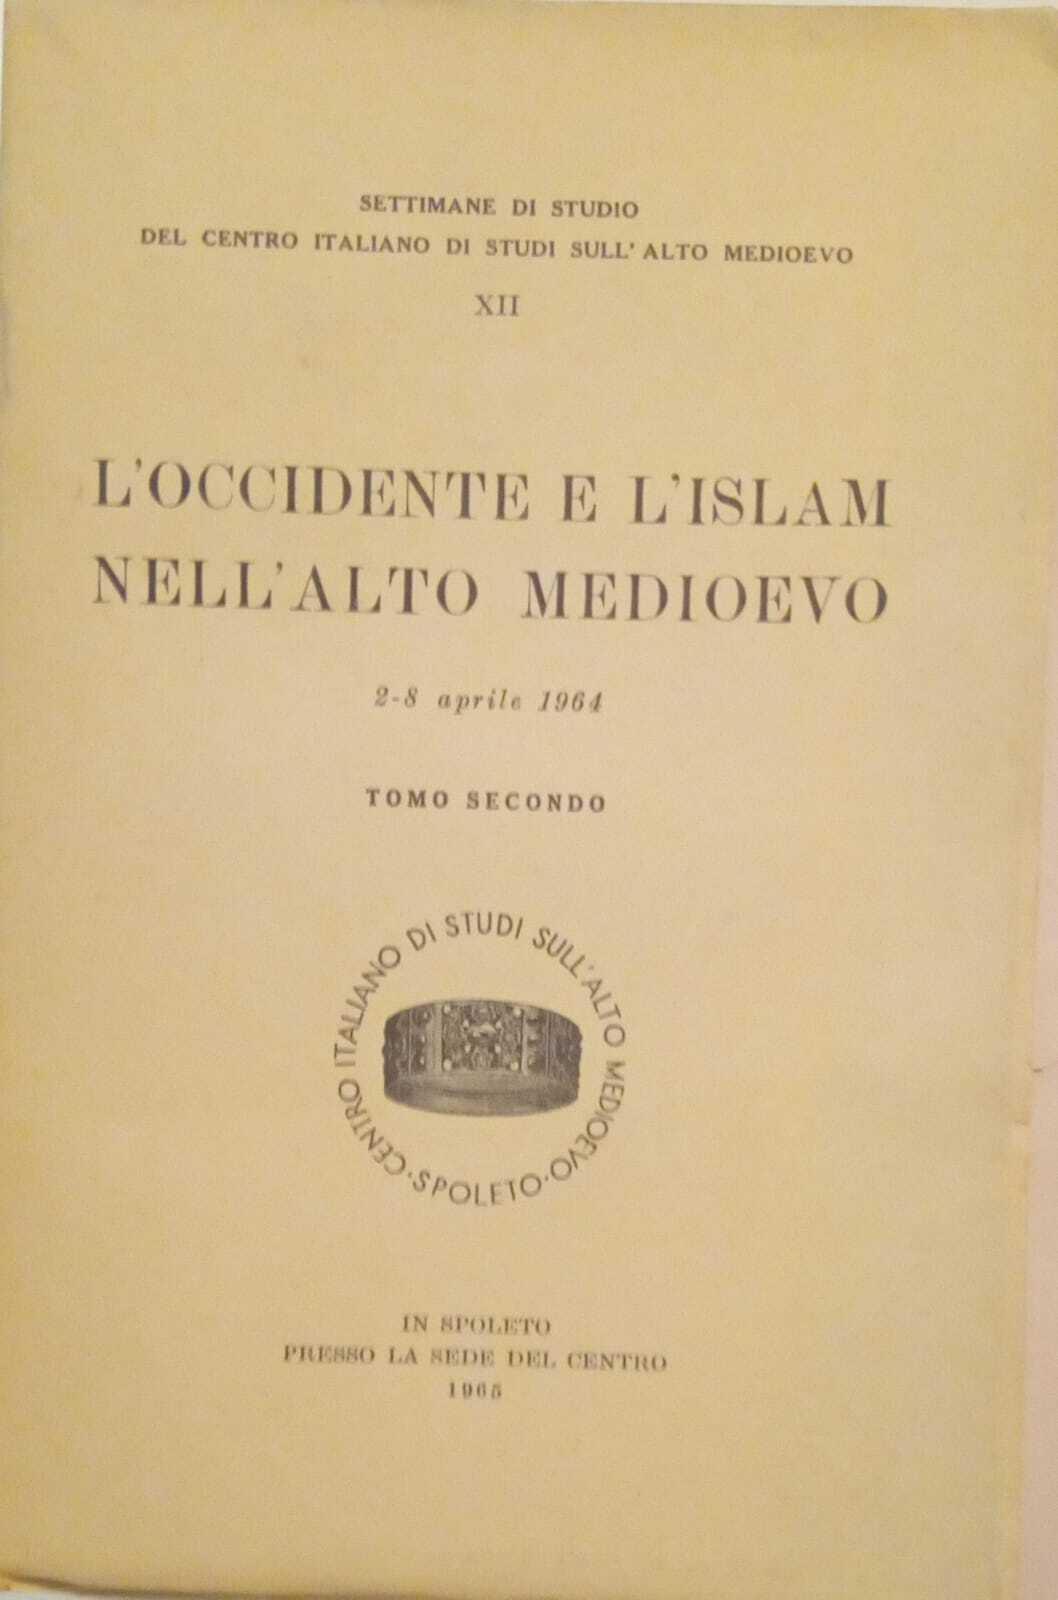 SETTIMANE DI STUDIO
DEL CENTRO ITALIANO DI STUDI SULL'ALTO MEDIOEVO
XII
L'OCCIDENTE E L'ISLAM
NELL'ALTO MEDIOEVO
2-8 aprile 1964
TOMO SECONDO
CENTRO ITALIANO DI STUDI SULL'ALTO MEDIOEVO · SPOLETO ·
IN SPOLETO
PRESSO LA SEDE DEL CENTRO
1965